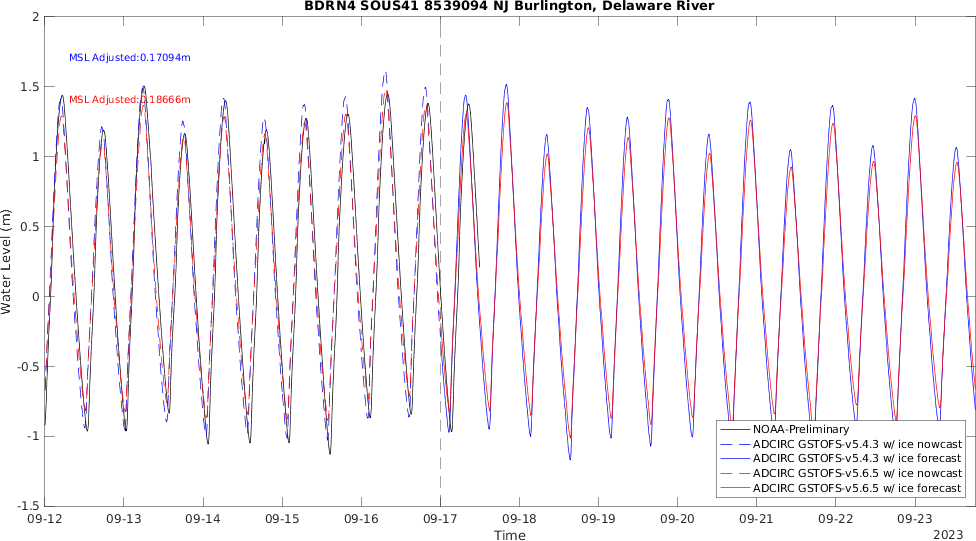 BDRN4 SOUS41 8539094 NJ Burlington, Delaware River
2
MSL Adjusted:0.17094m
1.5
MSL Adjusted:0.18666m
1
0.5
Water Level (m)
0
-0.5
-1
NOAA-Preliminary
ADCIRC GSTOFS-v5.4.3 w/ ice nowcast
ADCIRC GSTOFS-v5.4.3 w/ ice forecast
ADCIRC GSTOFS-v5.6.5 w/ ice nowcast
ADCIRC GSTOFS-v5.6.5 w/ ice forecast
-1.5
09-12 09-13 09-14 09-15 09-16 09-17 09-18 09-19 09-20 09-21 09-22 09-23
Time
2023